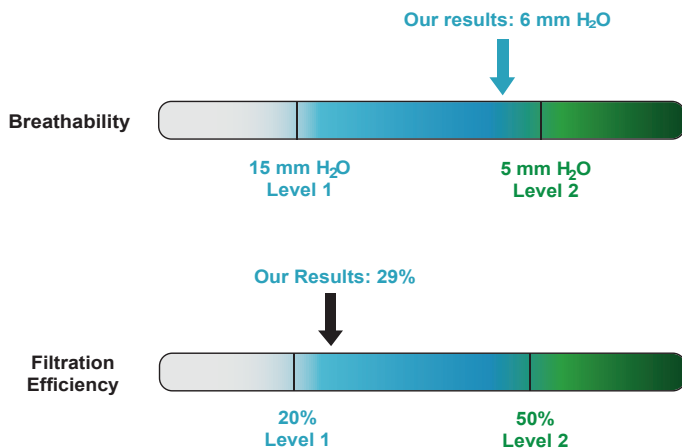 Our results: 6 mm H₂O
Breathability
15 mm H₂O
Level 1
5 mm H₂O
Level 2
Our Results: 29%
Filtration
Efficiency
20%
Level 1
50%
Level 2